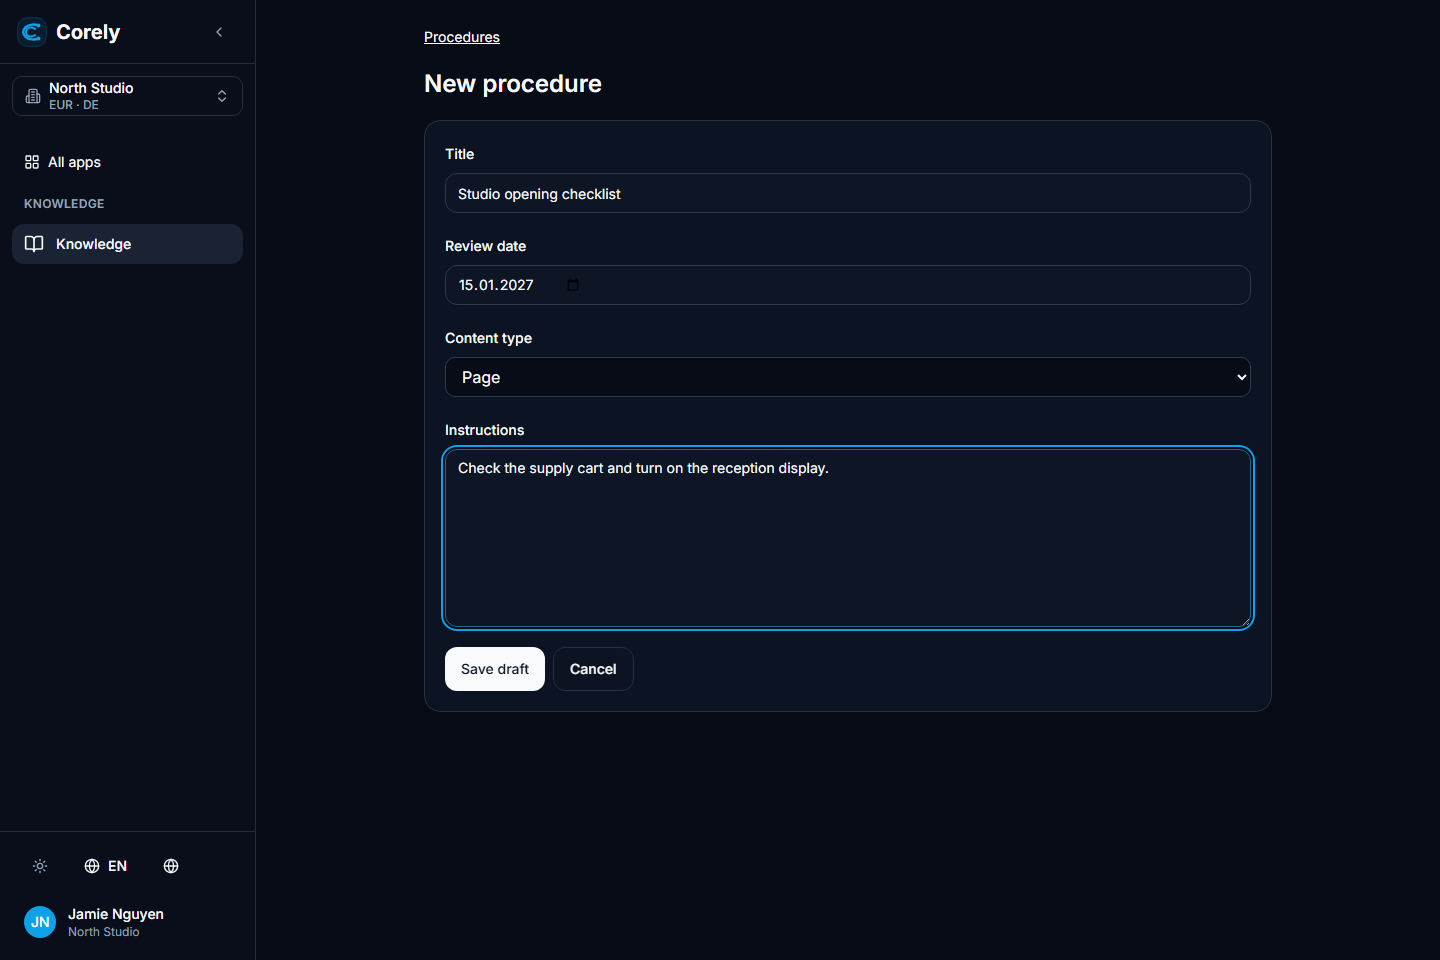 Corely
North Studio
EUR · DE
All apps
KNOWLEDGE
Knowledge
EN
JN
Jamie Nguyen
North Studio
Procedures
New procedure
Title
Studio opening checklist
Review date
15.01.2027
Content type
Page
Instructions
Check the supply cart and turn on the reception display.
Save draft
Cancel